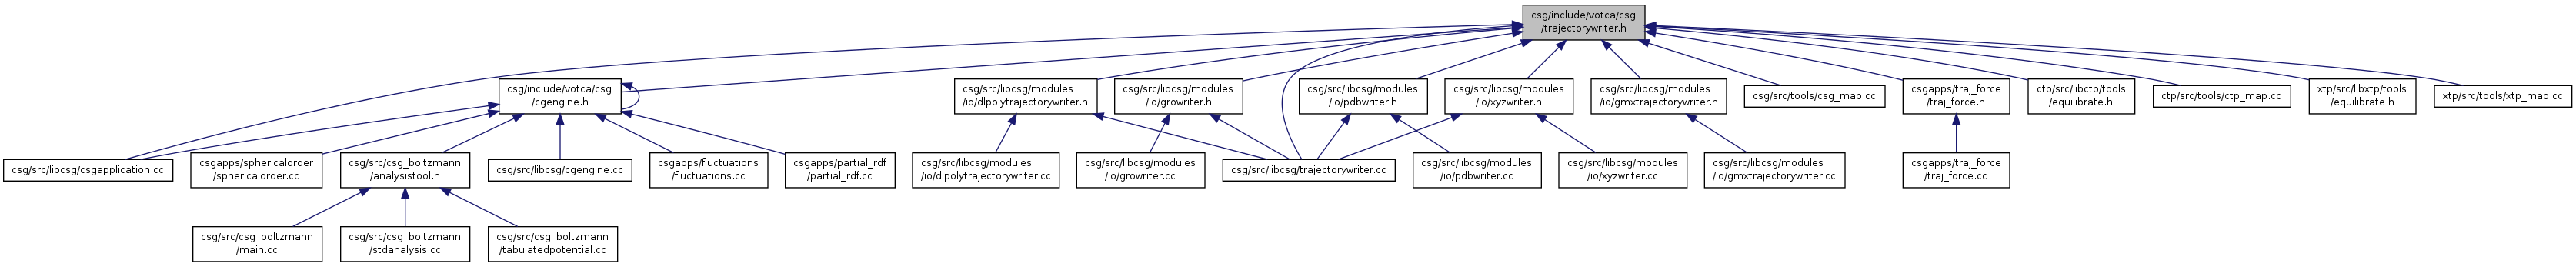 csg/include/votca/csg
/trajectorywriter.h
csg/include/votca/csg
/cgengine.h
csg/src/libcsg/modules
/io/dlpolytrajectorywriter.h
csg/src/libcsg/modules
/io/growriter.h
csg/src/libcsg/modules
/io/pdbwriter.h
csg/src/libcsg/modules
/io/xyzwriter.h
csg/src/libcsg/modules
/io/gmxtrajectorywriter.h
csg/src/tools/csg_map.cc
csgapps/traj_force
/traj_force.h
ctp/src/libctp/tools
/equilibrate.h
ctp/src/tools/ctp_map.cc
xtp/src/libxtp/tools
/equilibrate.h
xtp/src/tools/xtp_map.cc
csg/src/libcsg/csgapplication.cc
csgapps/sphericalorder
/sphericalorder.cc
csg/src/csg_boltzmann
/analysistool.h
csg/src/libcsg/cgengine.cc
csgapps/fluctuations
/fluctuations.cc
csgapps/partial_rdf
/partial_rdf.cc
csg/src/libcsg/modules
/io/dlpolytrajectorywriter.cc
csg/src/libcsg/modules
/io/growriter.cc
csg/src/libcsg/trajectorywriter.cc
csg/src/libcsg/modules
/io/pdbwriter.cc
csg/src/libcsg/modules
/io/xyzwriter.cc
csg/src/libcsg/modules
/io/gmxtrajectorywriter.cc
csgapps/traj_force
/traj_force.cc
csg/src/csg_boltzmann
/main.cc
csg/src/csg_boltzmann
/stdanalysis.cc
csg/src/csg_boltzmann
/tabulatedpotential.cc